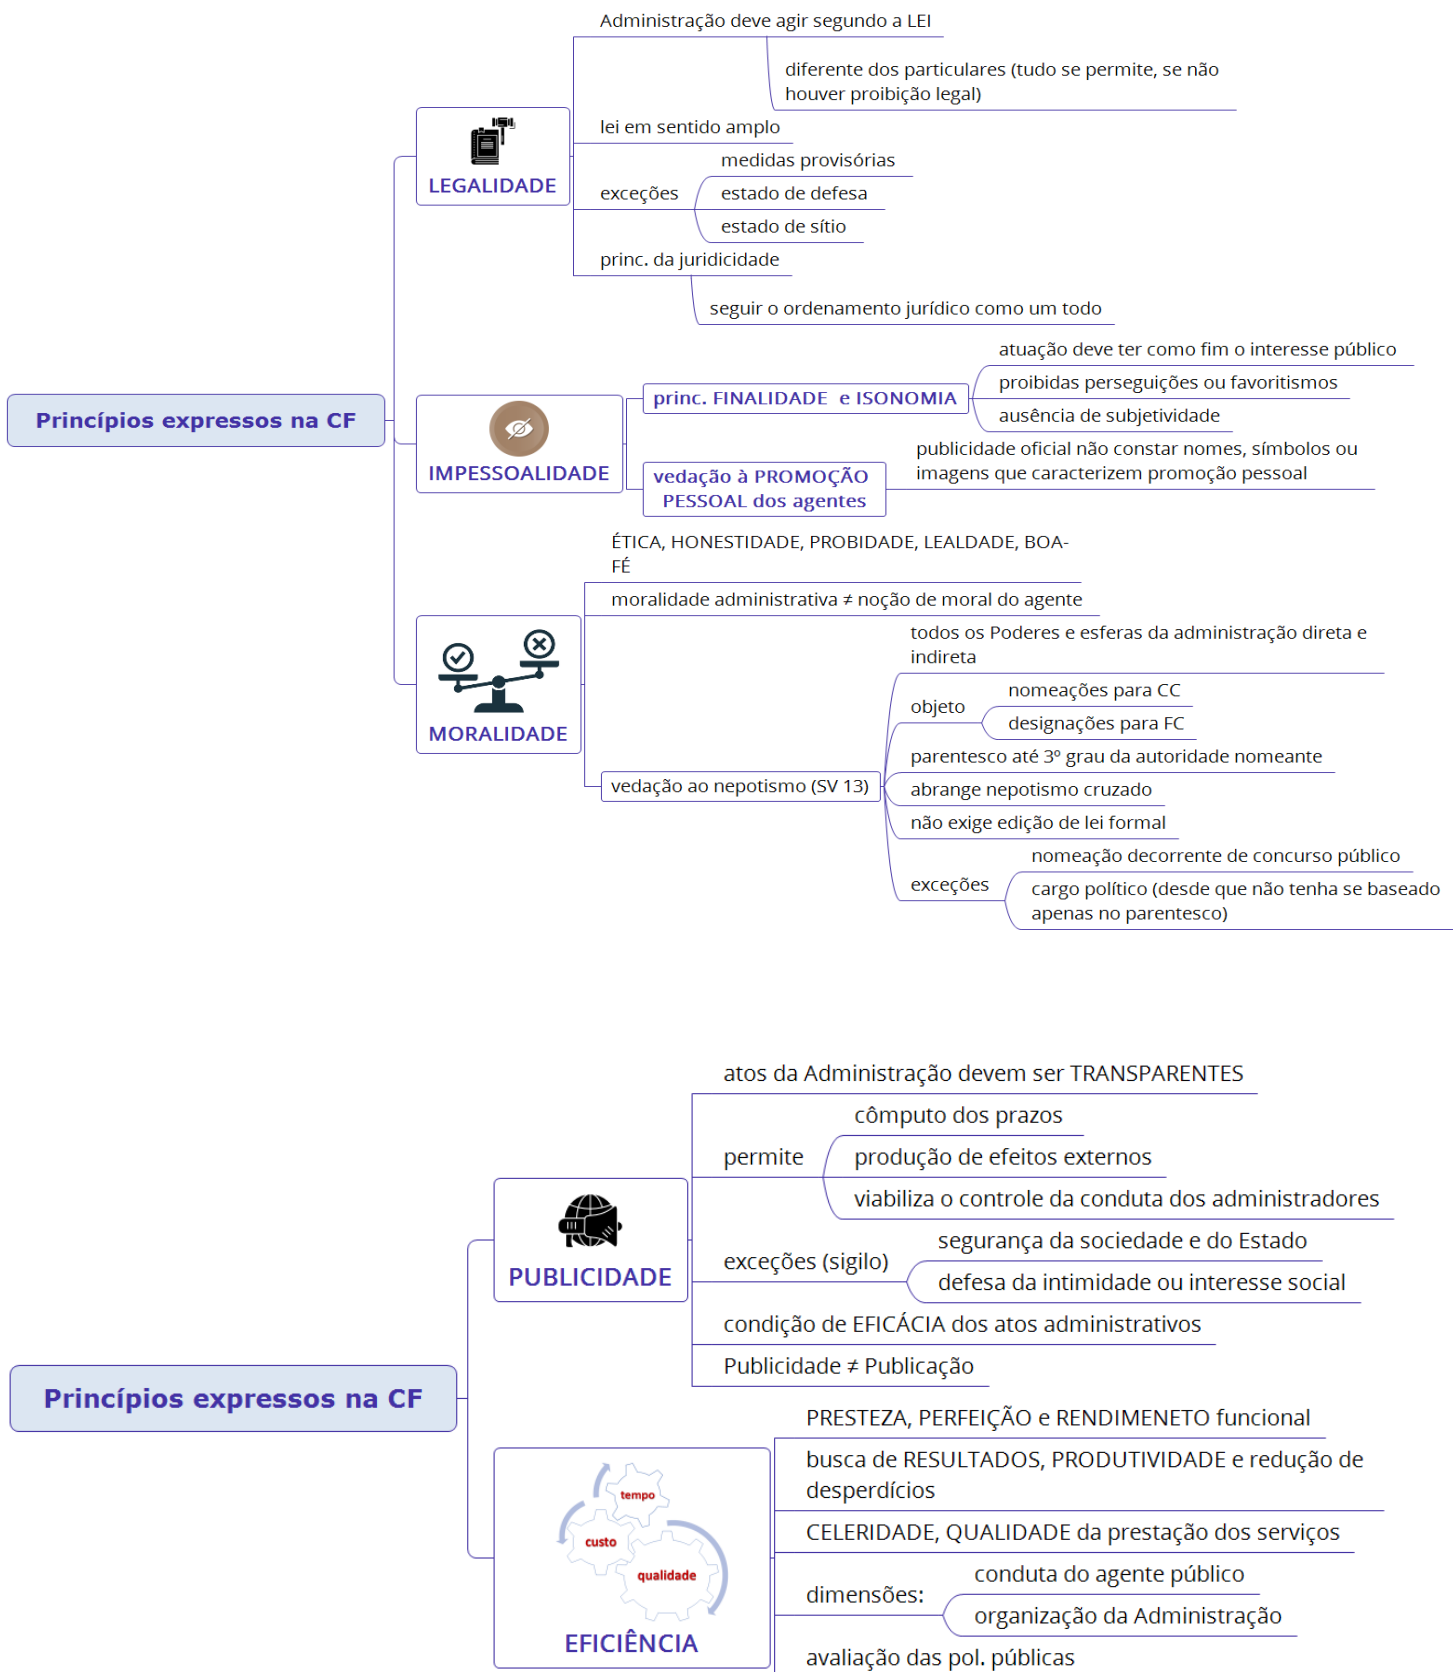 Princípios expressos na CF
LEGALIDADE
Administração deve agir segundo a LEI
diferente dos particulares (tudo se permite, se não
houver proibição legal)
lei em sentido amplo
exceções
medidas provisórias
estado de defesa
estado de sítio
princ. da juridicidade
seguir o ordenamento jurídico como um todo
IMPESSOALIDADE
princ. FINALIDADE e ISONOMIA
atuação deve ter como fim o interesse público
proibidas perseguições ou favoritismos
ausência de subjetividade
vedação à PROMOÇÃO
PESSOAL dos agentes
publicidade oficial não constar nomes, símbolos ou
imagens que caracterizem promoção pessoal
MORALIDADE
ÉTICA, HONESTIDADE, PROBIDADE, LEALDADE, BOA-
FÉ
moralidade administrativa ≠ noção de moral do agente
vedação ao nepotismo (SV 13)
todos os Poderes e esferas da administração direta e
indireta
objeto
nomeações para CC
designações para FC
parentesco até 3º grau da autoridade nomeante
abrange nepotismo cruzado
não exige edição de lei formal
exceções
nomeação decorrente de concurso público
cargo político (desde que não tenha se baseado
apenas no parentesco)
Princípios expressos na CF
PUBLICIDADE
atos da Administração devem ser TRANSPARENTES
permite
cômputo dos prazos
produção de efeitos externos
viabiliza o controle da conduta dos administradores
exceções (sigilo)
segurança da sociedade e do Estado
defesa da intimidade ou interesse social
condição de EFICÁCIA dos atos administrativos
Publicidade ≠ Publicação
tempo
custo
qualidade
EFICIÊNCIA
PRESTEZA, PERFEIÇÃO e RENDIMENETO funcional
busca de RESULTADOS, PRODUTIVIDADE e redução de
desperdícios
CELERIDADE, QUALIDADE da prestação dos serviços
dimensões:
conduta do agente público
organização da Administração
avaliação das pol. públicas